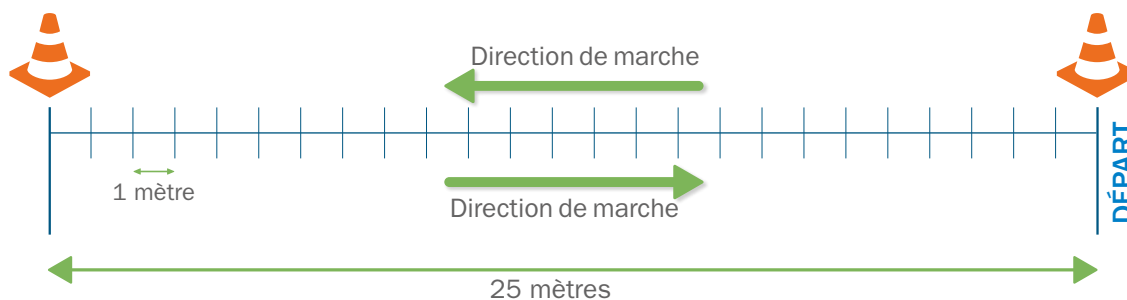 Direction de marche
1 mètre
Direction de marche
DÉPART
25 mètres